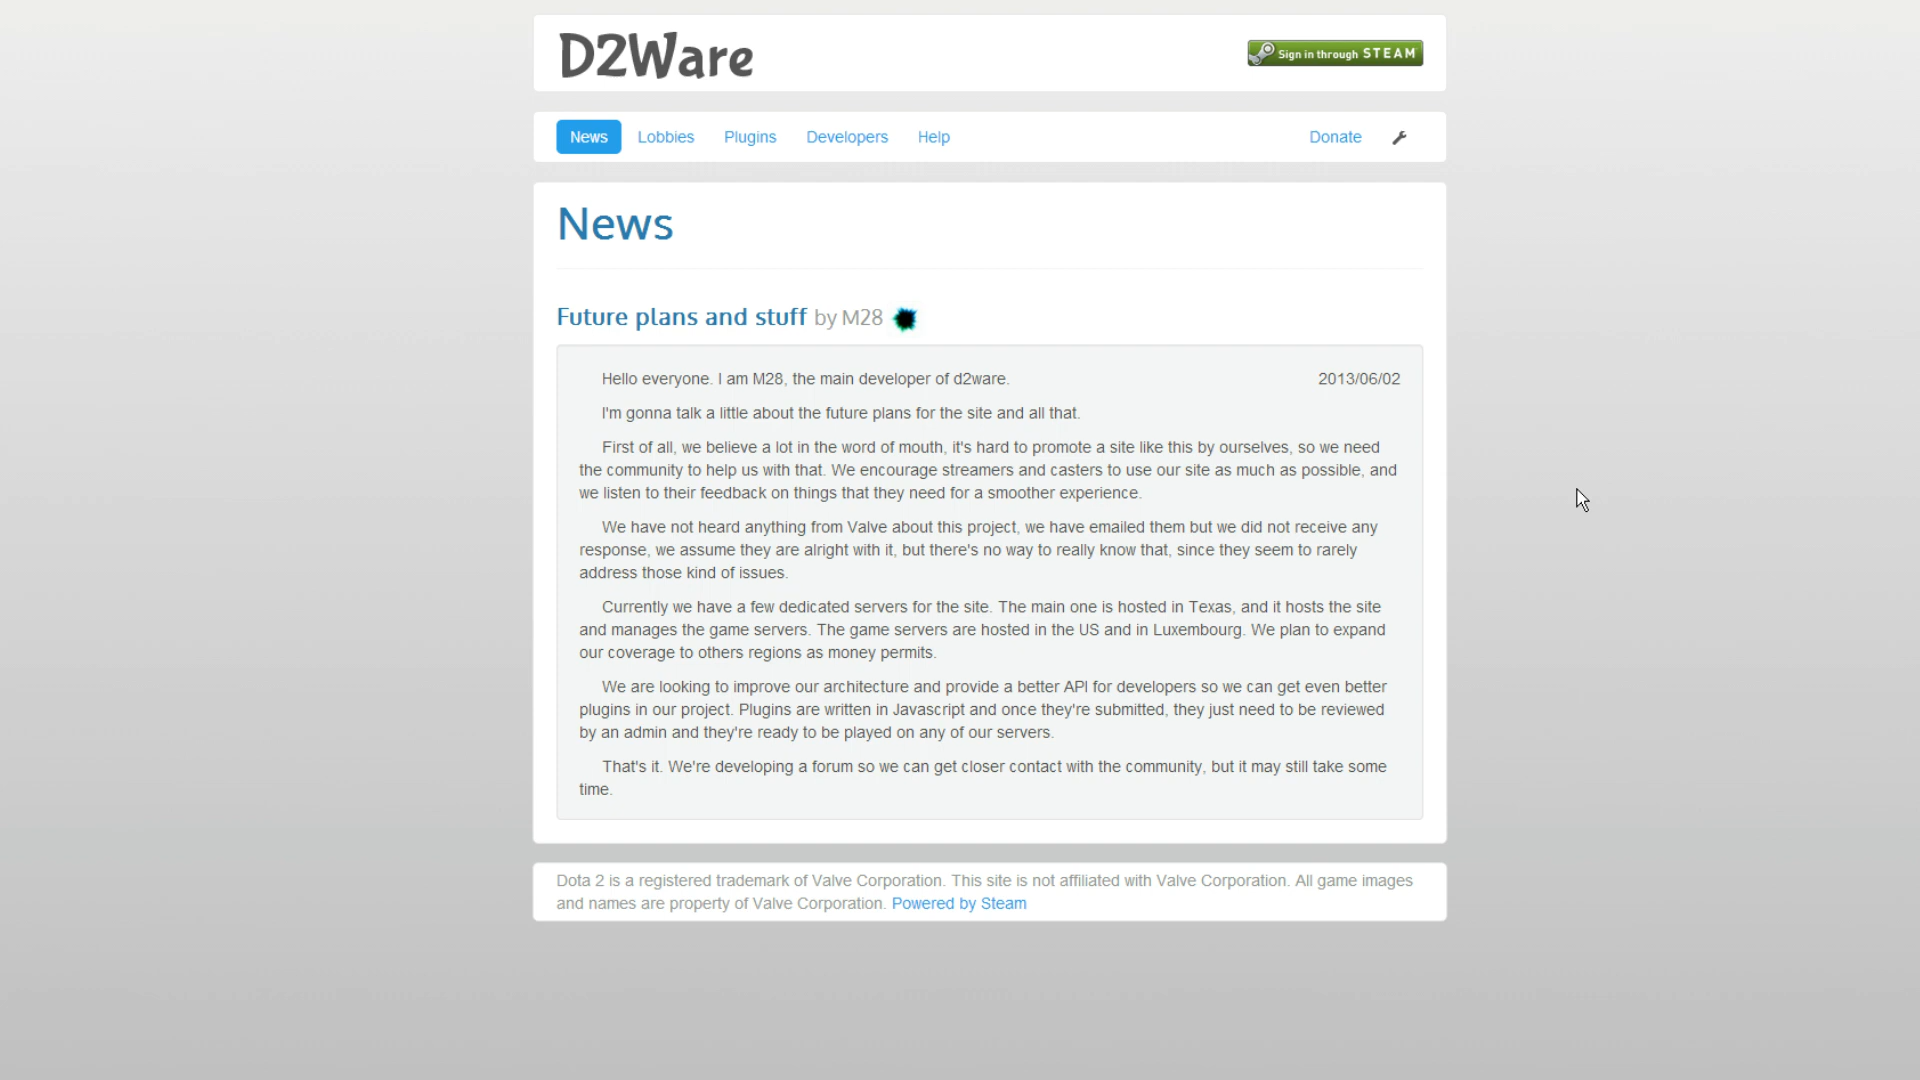 D2Ware
Sign in through STEAM
News Lobbies Plugins Developers Help Donate
News
Future plans and stuff by M28
Hello everyone. I am M28, the main developer of d2ware. 2013/06/02
I'm gonna talk a little about the future plans for the site and all that.
First of all, we believe a lot in the word of mouth, it's hard to promote a site like this by ourselves, so we need
the community to help us with that. We encourage streamers and casters to use our site as much as possible, and
we listen to their feedback on things that they need for a smoother experience.
We have not heard anything from Valve about this project, we have emailed them but we did not receive any
response, we assume they are alright with it, but there's no way to really know that, since they seem to rarely
address those kind of issues.
Currently we have a few dedicated servers for the site. The main one is hosted in Texas, and it hosts the site
and manages the game servers. The game servers are hosted in the US and in Luxembourg. We plan to expand
our coverage to others regions as money permits.
We are looking to improve our architecture and provide a better API for developers so we can get even better
plugins in our project. Plugins are written in Javascript and once they're submitted, they just need to be reviewed
by an admin and they're ready to be played on any of our servers.
That's it. We're developing a forum so we can get closer contact with the community, but it may still take some
time.
Dota 2 is a registered trademark of Valve Corporation. This site is not affiliated with Valve Corporation. All game images
and names are property of Valve Corporation. Powered by Steam